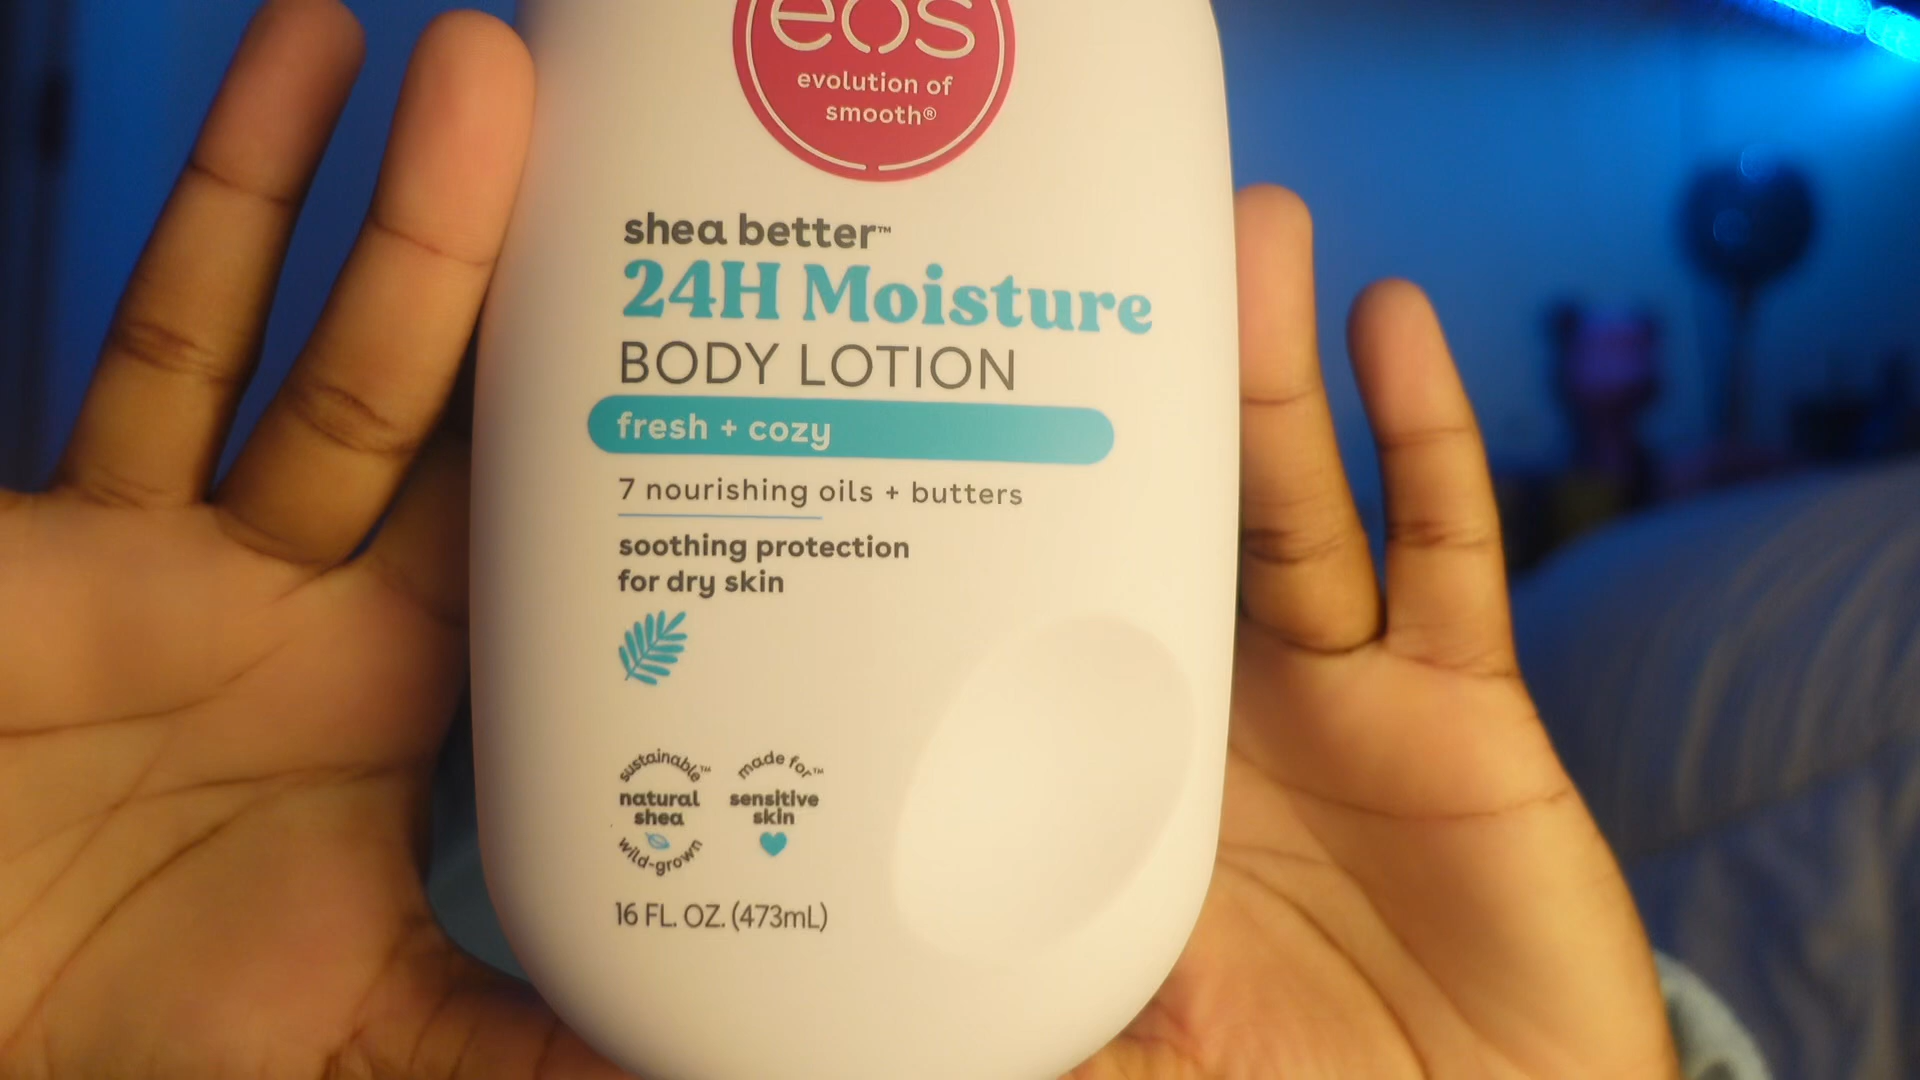 eos
evolution of
smooth®
shea better™
24H Moisture
BODY LOTION
fresh + cozy
7 nourishing oils + butters
soothing protection
for dry skin
sustainable™
natural
shea
wild-grown
made for™
sensitive
skin
16 FL. OZ. (473mL)